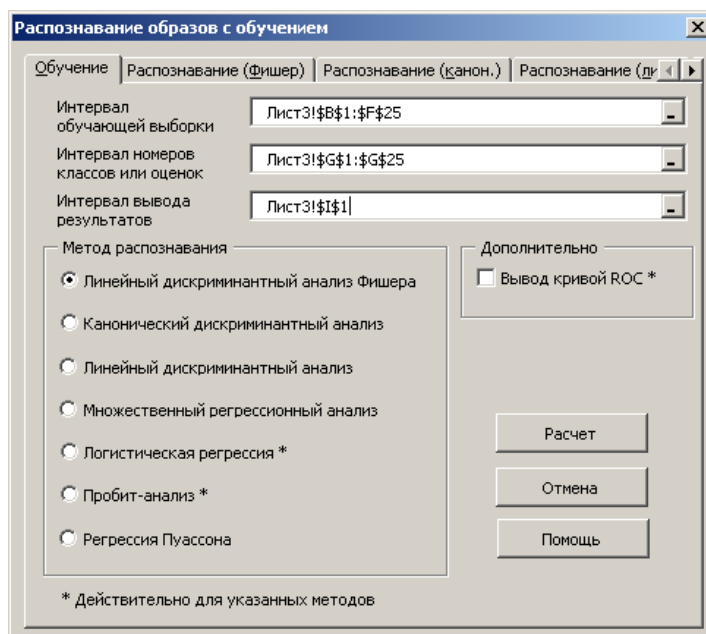 Распознавание образов с обучением
Обучение
Распознавание (Фишер)
Распознавание (канон.)
Распознавание (ли
Интервал
обучающей выборки
Лист3!$B$1:$F$25
Интервал номеров
классов или оценок
Лист3!$G$1:$G$25
Интервал вывода
результатов
Лист3!$I$1
Метод распознавания
Линейный дискриминантный анализ Фишера
Канонический дискриминантный анализ
Линейный дискриминантный анализ
Множественный регрессионный анализ
Логистическая регрессия *
Пробит-анализ *
Регрессия Пуассона
Дополнительно
Вывод кривой ROC *
Расчет
Отмена
Помощь
* Действительно для указанных методов